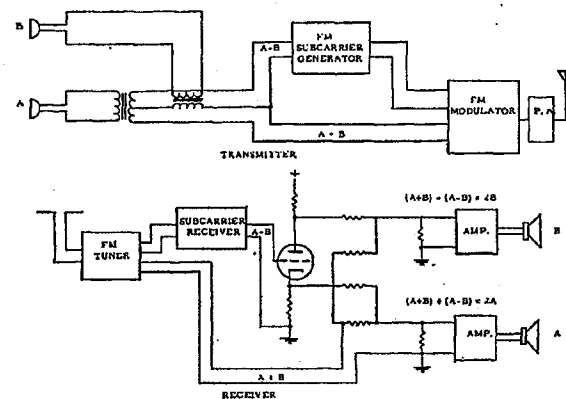 B
FM
SUBCARRIER
GENERATOR
A-B
A
FM
MODULATOR
P. A
A + B
TRANSMITTER
(A+B) - (A-B) = 2B
SUBCARRIER
RECEIVER
A-B
AMP.
B
FM
TUNER
(A+B) + (A-B) = 2A
AMP.
A
A + B
RECEIVER